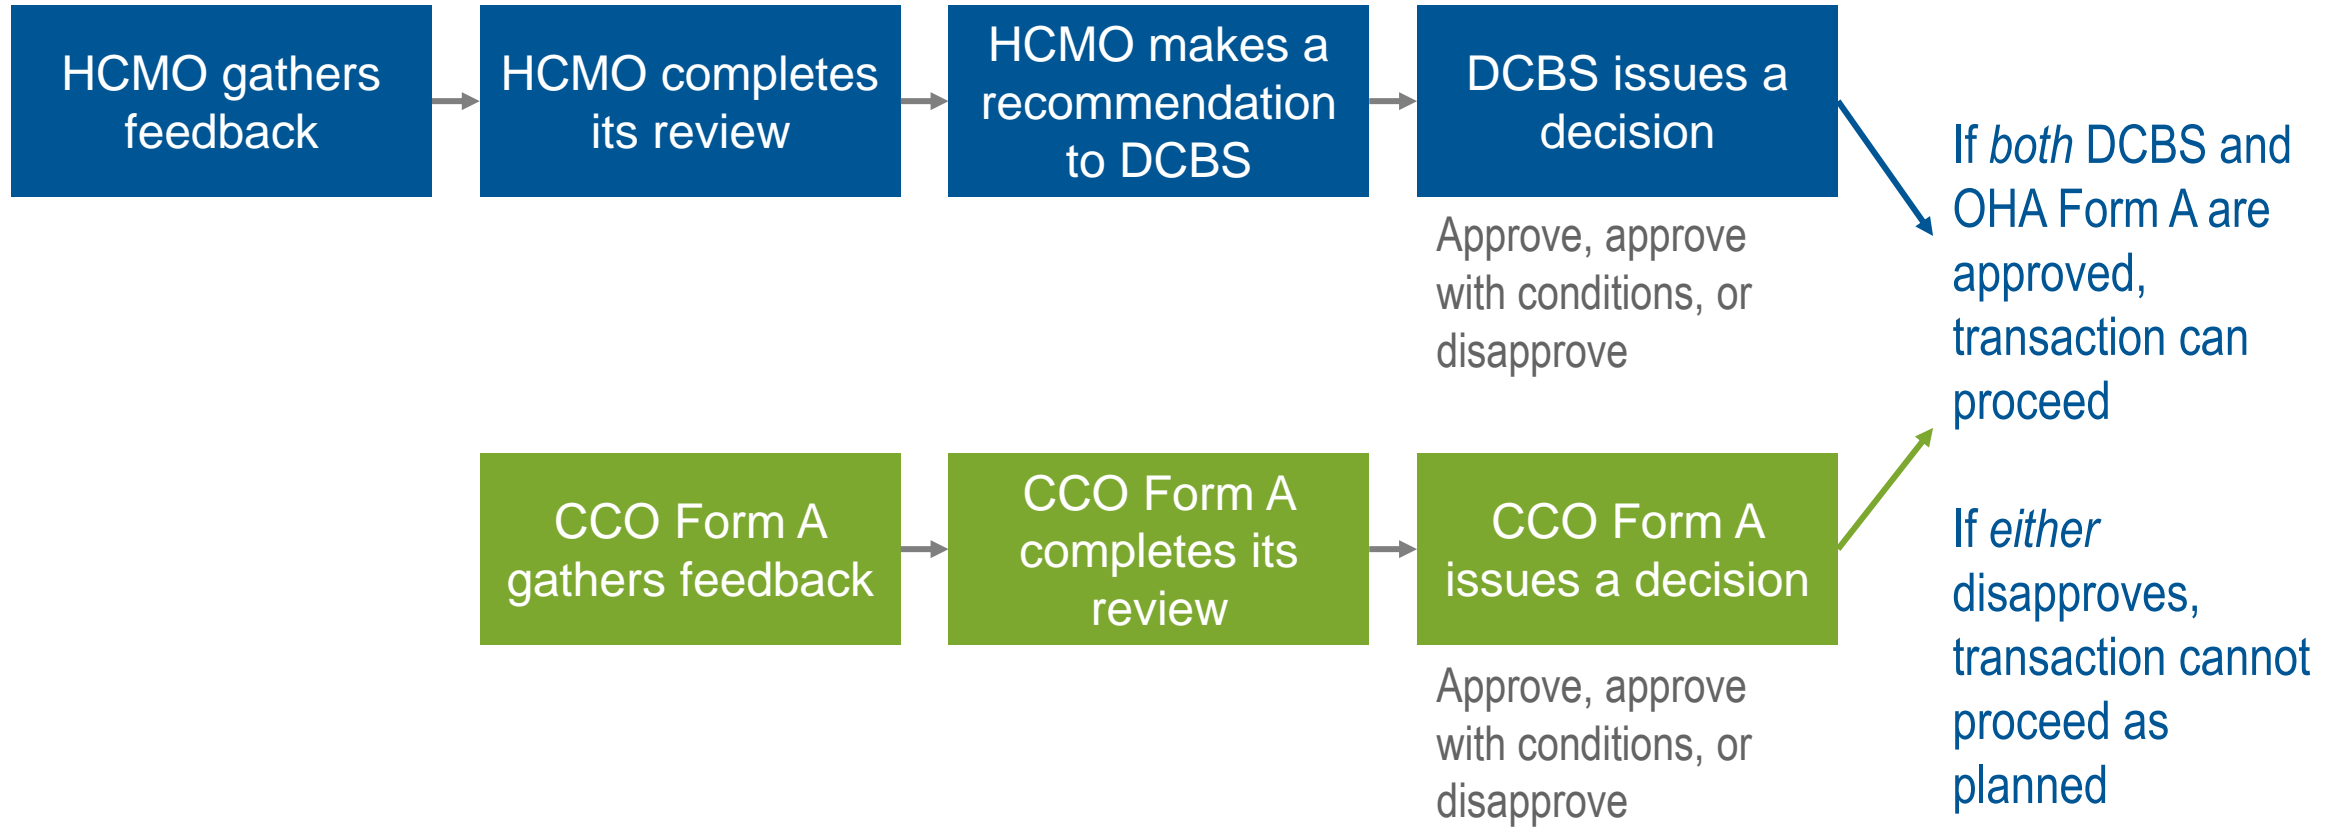 HCMO gathers
feedback
HCMO completes
its review
HCMO makes a
recommendation
to DCBS
DCBS issues a
decision
Approve, approve
with conditions, or
disapprove
CCO Form A
gathers feedback
CCO Form A
completes its
review
CCO Form A
issues a decision
Approve, approve
with conditions, or
disapprove
If both DCBS and
OHA Form A are
approved,
transaction can
proceed
If either
disapproves,
transaction cannot
proceed as
planned